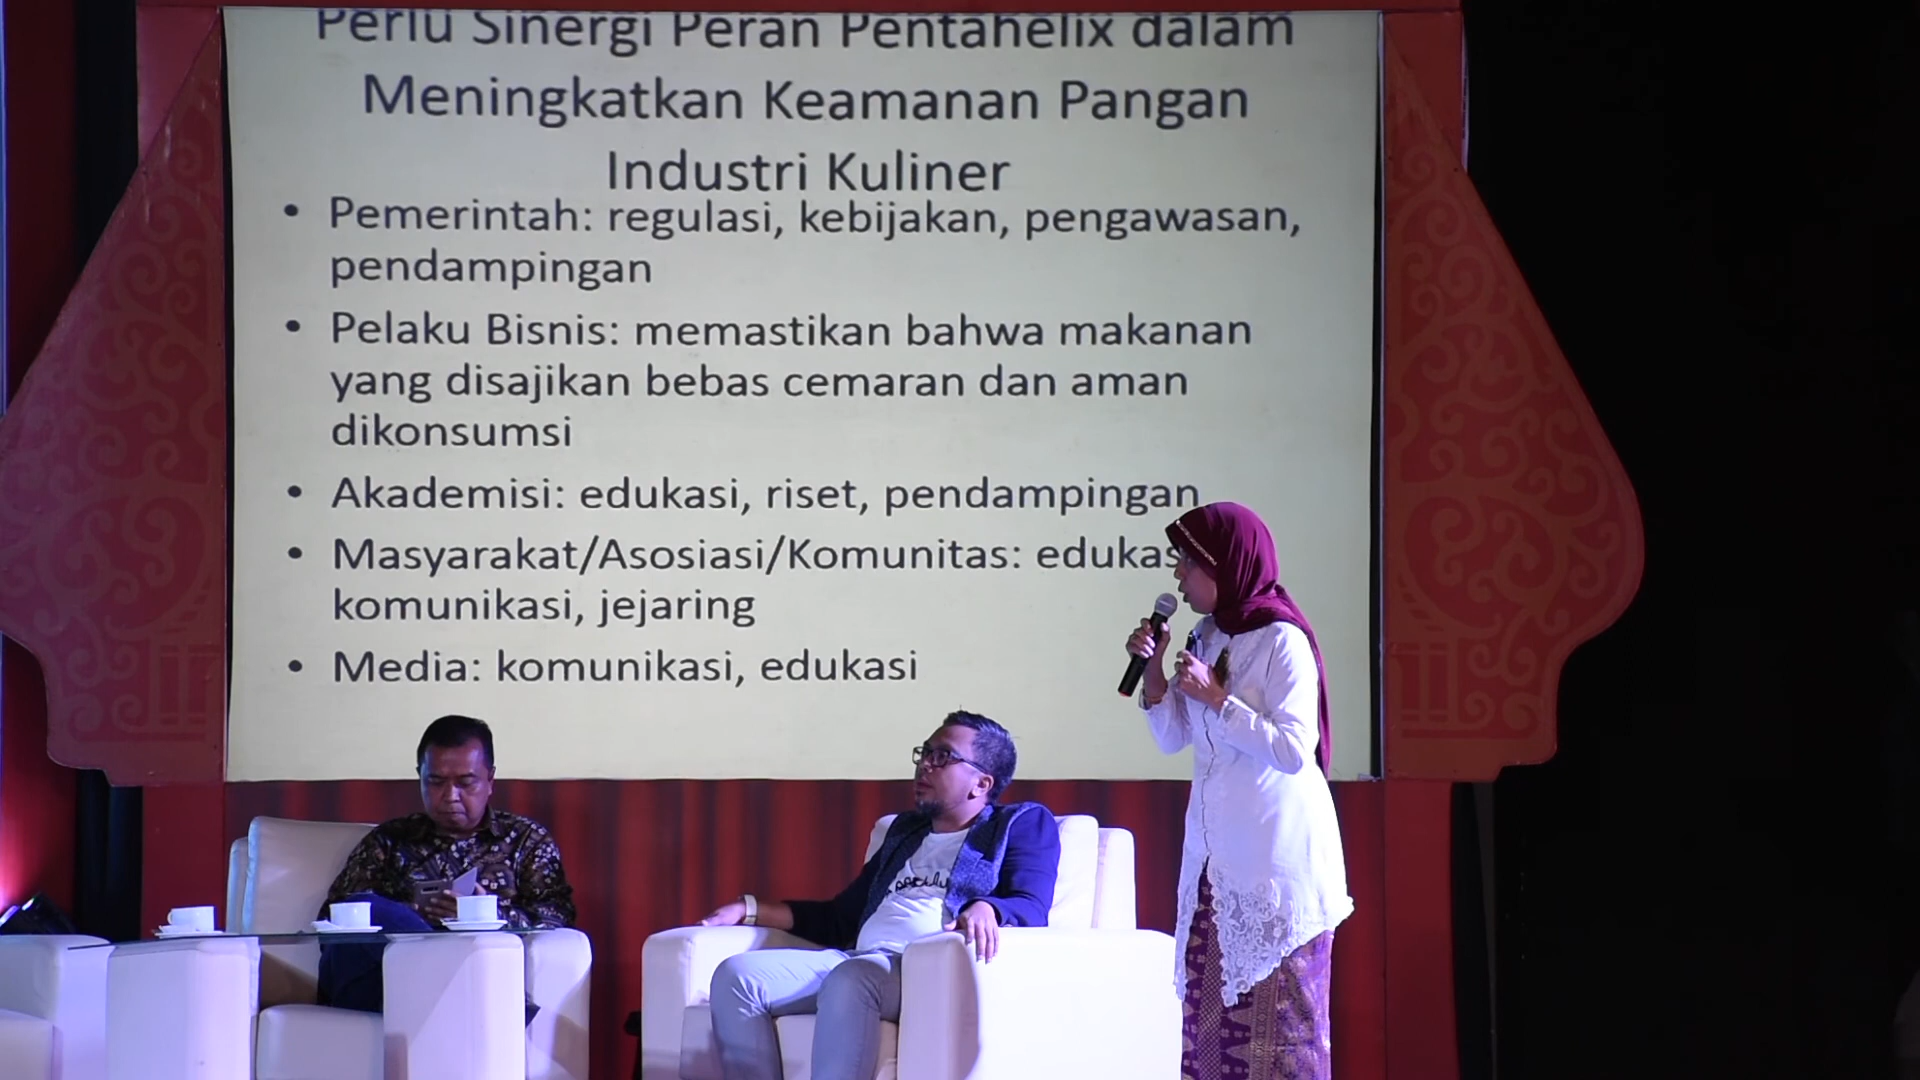 Perlu Sinergi Peran Pentahelix dalam
Meningkatkan Keamanan Pangan
Industri Kuliner
• Pemerintah: regulasi, kebijakan, pengawasan,
pendampingan
• Pelaku Bisnis: memastikan bahwa makanan
yang disajikan bebas cemaran dan aman
dikonsumsi
• Akademisi: edukasi, riset, pendampingan
• Masyarakat/Asosiasi/Komunitas: edukas
komunikasi, jejaring
• Media: komunikasi, edukasi